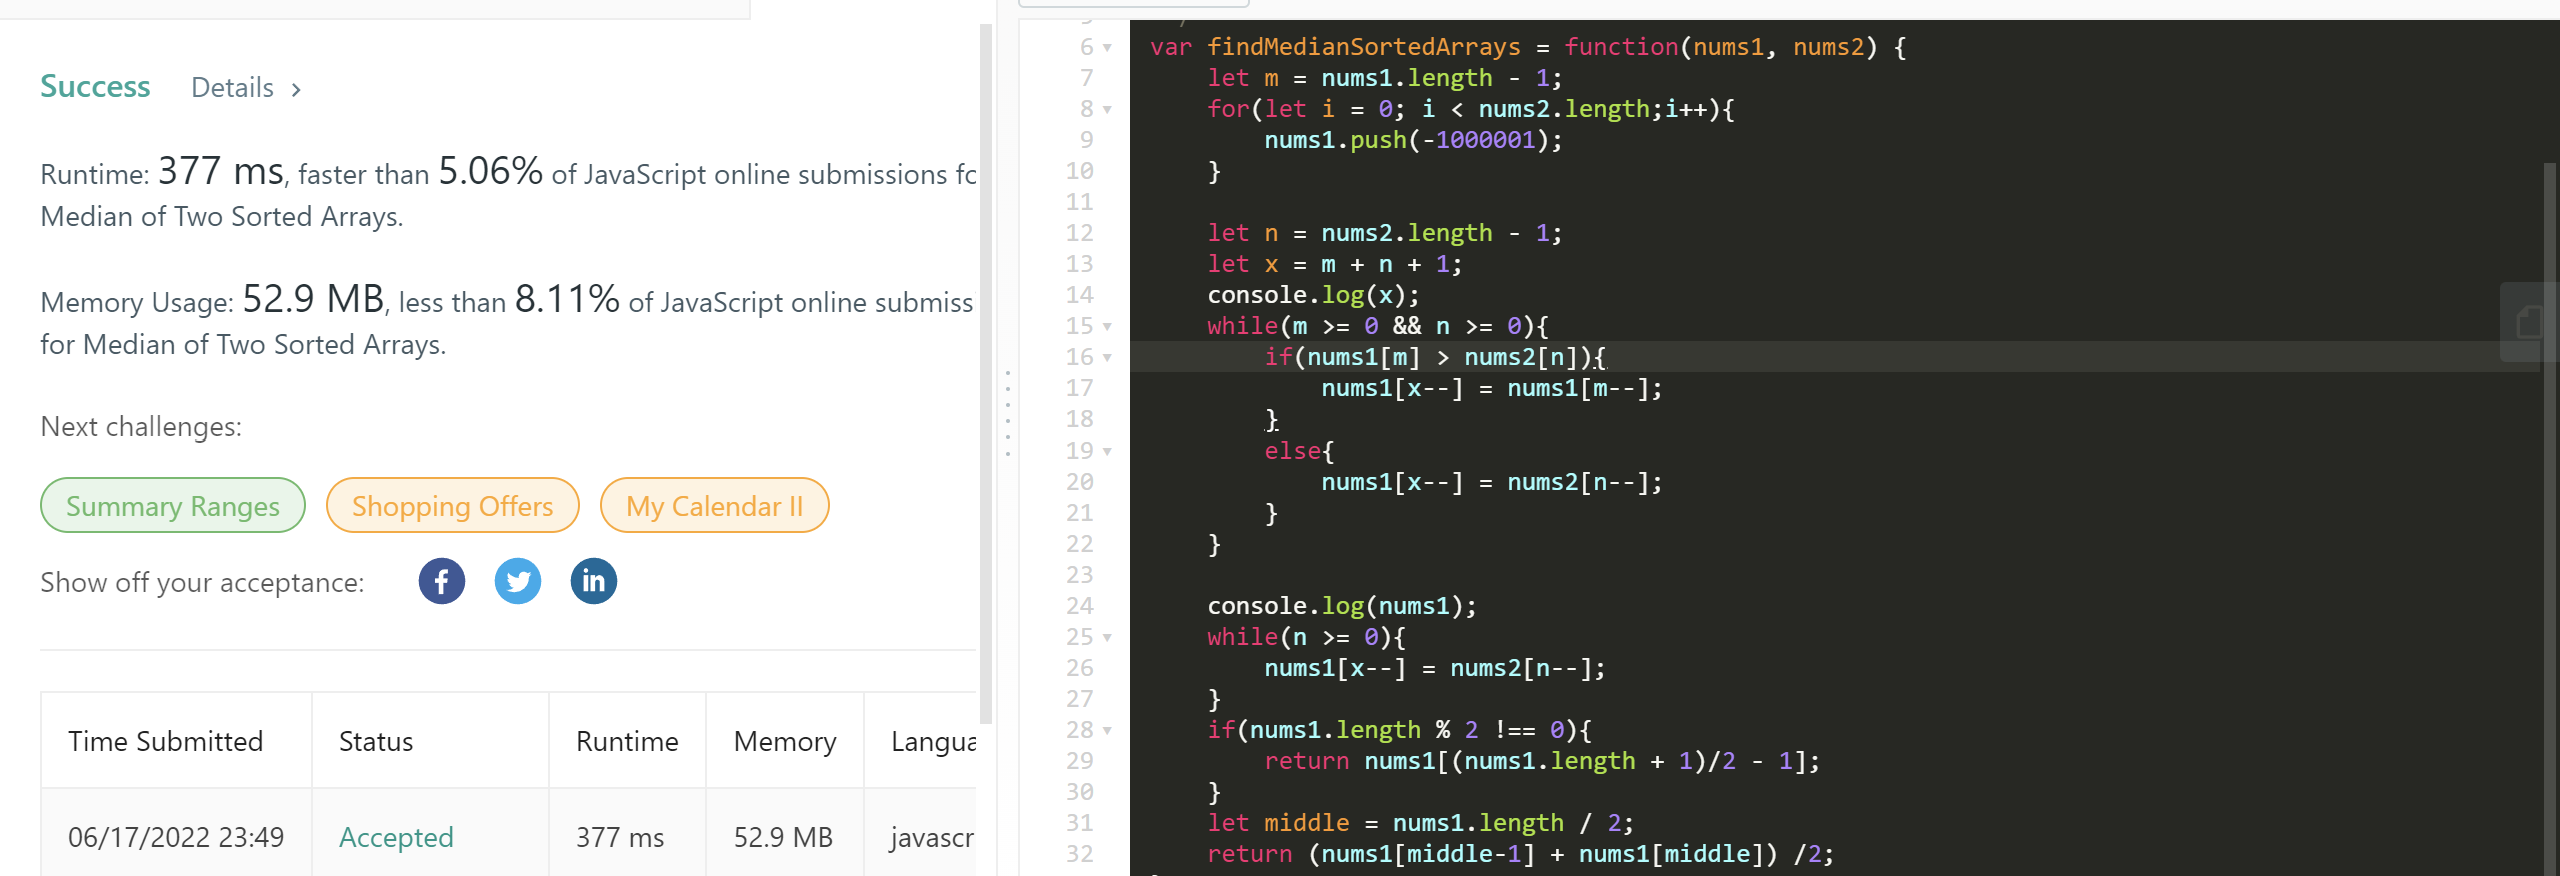 Success Details >
Runtime: 377 ms, faster than 5.06% of JavaScript online submissions
Median of Two Sorted Arrays.
Memory Usage: 52.9 MB, less than 8.11% of JavaScript online
for Median of Two Sorted Arrays.
Next challenges:
Summary Ranges Shopping Offers My Calendar II
Show off your acceptance:
f in
Time Submitted Status Runtime Memory
06/17/2022 23:49 Accepted 377 ms 52.9 MB
6 var findMedianSortedArrays = function(nums1, nums2) {
7 let m = nums1.length - 1;
8 for(let i = 0; i < nums2.length;i++){
9 nums1.push(-1000001);
10 }
11
12 let n = nums2.length - 1;
13 let x = m + n + 1;
14 console.log(x);
15 while(m >= 0 && n >= 0){
16 if(nums1[m] > nums2[n]){
17 nums1[x--] = nums1[m--];
18 }
19 else{
20 nums1[x--] = nums2[n--];
21 }
22 }
23
24 console.log(nums1);
25 while(n >= 0){
26 nums1[x--] = nums2[n--];
27 }
28 if(nums1.length % 2 !== 0){
29 return nums1[(nums1.length + 1)/2 - 1];
30 }
31 let middle = nums1.length / 2;
32 return (nums1[middle-1] + nums1[middle]) /2;